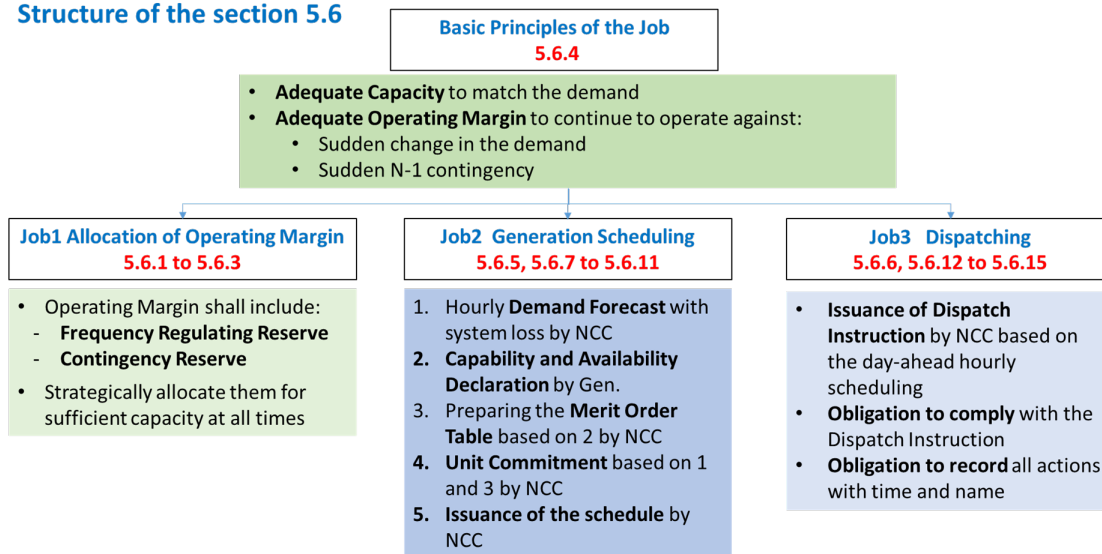 Structure of the section 5.6
Basic Principles of the Job
5.6.4
• Adequate Capacity to match the demand
• Adequate Operating Margin to continue to operate against:
• Sudden change in the demand
• Sudden N-1 contingency
Job1 Allocation of Operating Margin
5.6.1 to 5.6.3
• Operating Margin shall include:
- Frequency Regulating Reserve
- Contingency Reserve
• Strategically allocate them for
sufficient capacity at all times
Job2 Generation Scheduling
5.6.5, 5.6.7 to 5.6.11
1. Hourly Demand Forecast with
system loss by NCC
2. Capability and Availability
Declaration by Gen.
3. Preparing the Merit Order
Table based on 2 by NCC
4. Unit Commitment based on 1
and 3 by NCC
5. Issuance of the schedule by
NCC
Job3 Dispatching
5.6.6, 5.6.12 to 5.6.15
• Issuance of Dispatch
Instruction by NCC based on
the day-ahead hourly
scheduling
• Obligation to comply with the
Dispatch Instruction
• Obligation to record all actions
with time and name